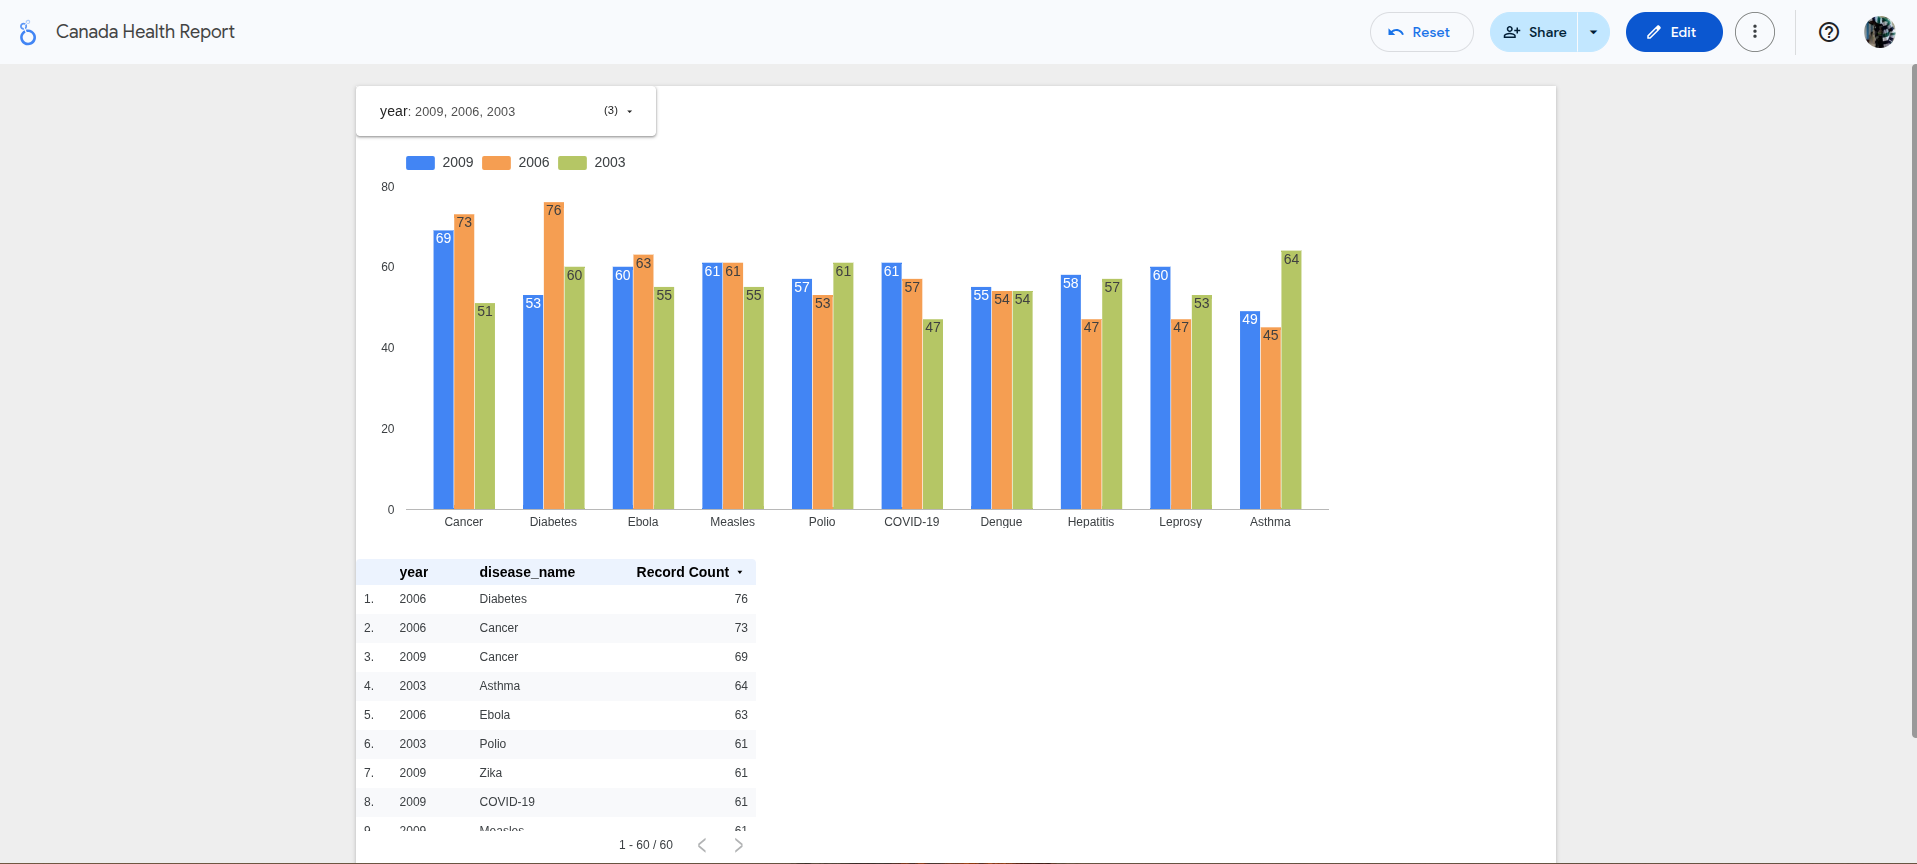 Canada Health Report
Reset
Share
Edit
year: 2009, 2006, 2003 (3)
2009 2006 2003
80
60
40
20
0
69 73 51
53 76 60
60 63 55
61 61 55
57 53 61
61 57 47
55 54 54
58 47 57
60 47 53
49 45 64
Cancer Diabetes Ebola Measles Polio COVID-19 Dengue Hepatitis Leprosy Asthma
year disease_name Record Count
1. 2006 Diabetes 76
2. 2006 Cancer 73
3. 2009 Cancer 69
4. 2003 Asthma 64
5. 2006 Ebola 63
6. 2003 Polio 61
7. 2009 Zika 61
8. 2009 COVID-19 61
9. 2009 Measles 61
1 - 60 / 60